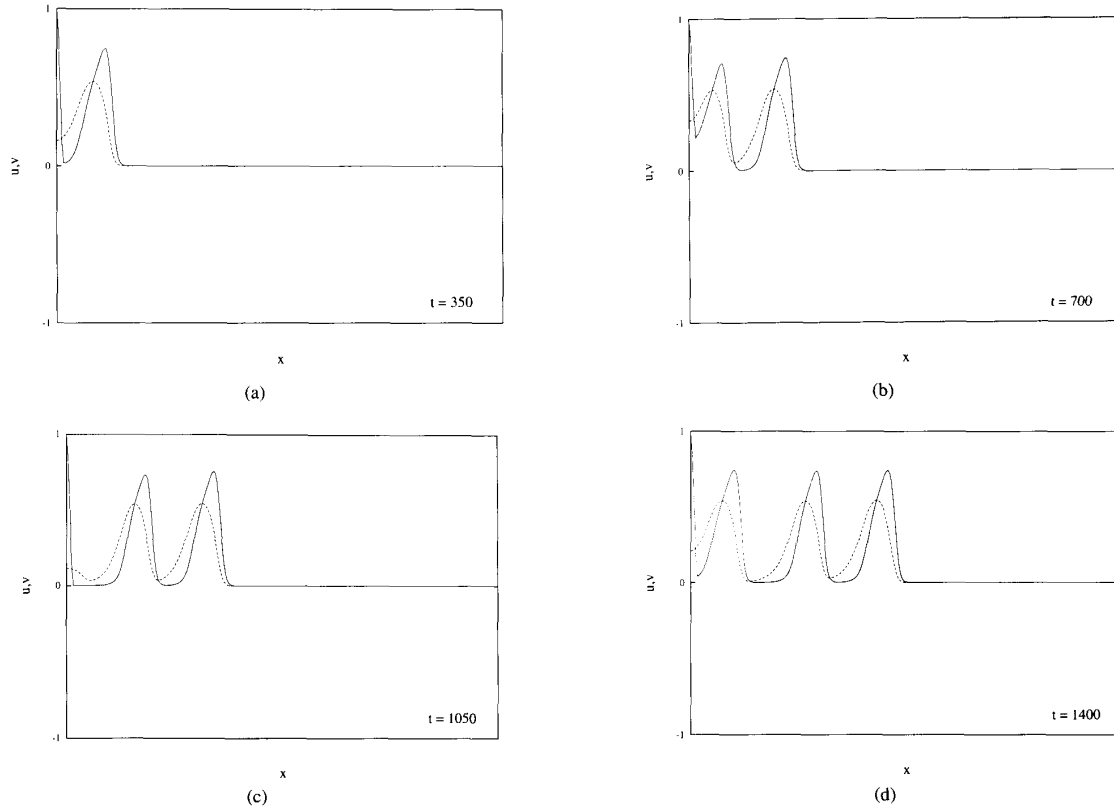 1
u,v
0
-1
t = 350
x
(a)
1
u,v
0
-1
t = 700
x
(b)
1
u,v
0
-1
t = 1050
x
(c)
1
u,v
0
-1
t = 1400
x
(d)